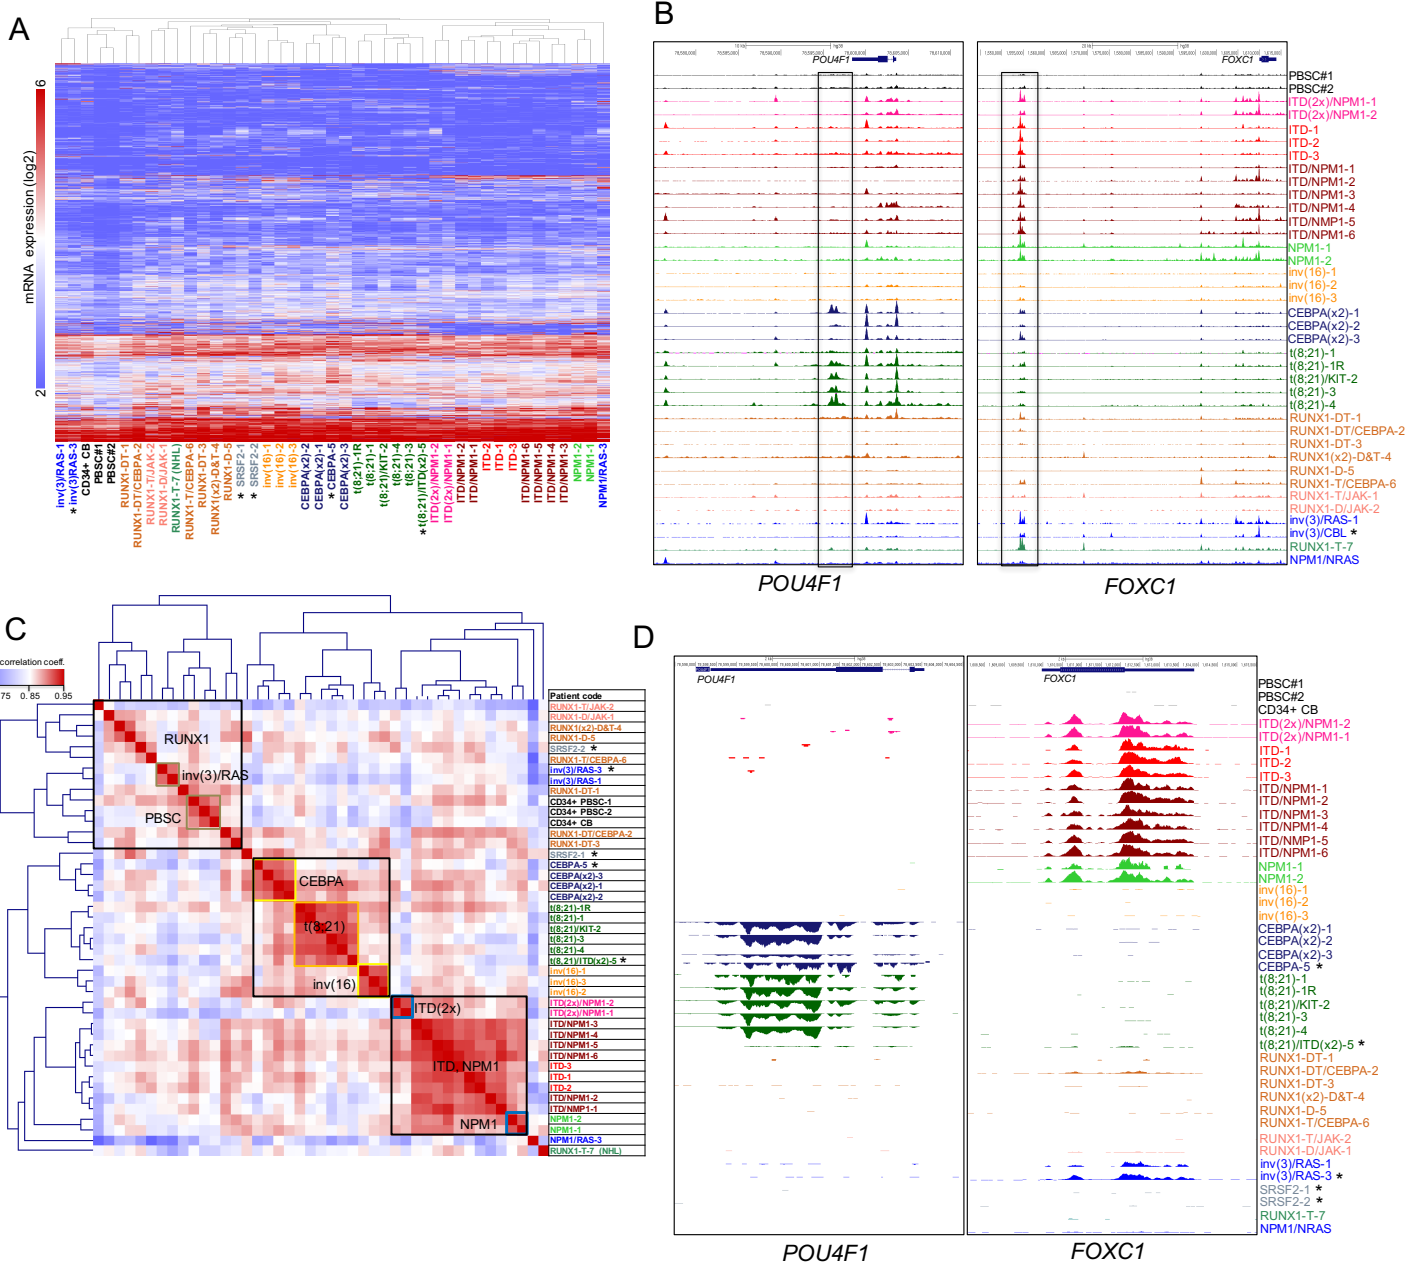 A
6
mRNA expression (log2)
2
inv(3)/RAS-1
* inv(3)/RAS-3
CD34+ CB
PBSC#1
PBSC#2
RUNX1-DT-1
RUNX1-DT/CEBPA-2
RUNX1-T/JAK-2
RUNX1-D/JAK-1
RUNX1-T-7 (NHL)
RUNX1-T/CEBPA-6
RUNX1-DT-3
RUNX1(x2)-D&T-4
RUNX1-D-5
* SRSF2-2
* SRSF2-2
inv(16)-1
inv(16)-2
inv(16)-3
CEBPA(x2)-2
CEBPA(x2)-1
* CEBPA-5
CEBPA(x2)-3
t(8;21)-1R
t(8;21)-1
t(8;21)/KIT-2
t(8;21)-4
t(8;21)-3
* t(8;21)/ITD(x2)-5
ITD(2x)/NPM1-2
ITD(2x)/NPM1-1
ITD/NPM1-2
ITD/NPM1-1
ITD-2
ITD-1
ITD-3
ITD/NPM1-6
ITD/NPM1-5
ITD/NPM1-4
ITD/NPM1-3
NPM1-2
NPM1-1
NPM1/RAS-3
B
POU4F1
FOXC1
PBSC#1
PBSC#2
ITD(2x)/NPM1-1
ITD(2x)/NPM1-2
ITD-1
ITD-2
ITD-3
ITD/NPM1-1
ITD/NPM1-2
ITD/NPM1-3
ITD/NPM1-4
ITD/NMP1-5
ITD/NPM1-6
NPM1-1
NPM1-2
inv(16)-1
inv(16)-2
inv(16)-3
CEBPA(x2)-1
CEBPA(x2)-2
CEBPA(x2)-3
t(8;21)-1
t(8;21)-1R
t(8;21)/KIT-2
t(8;21)-3
t(8;21)-4
RUNX1-DT-1
RUNX1-DT/CEBPA-2
RUNX1-DT-3
RUNX1(x2)-D&T-4
RUNX1-D-5
RUNX1-T/CEBPA-6
RUNX1-T/JAK-1
RUNX1-D/JAK-2
inv(3)/RAS-1
inv(3)/CBL *
RUNX1-T-7
NPM1/NRAS
POU4F1
FOXC1
C
correlation coeff.
75 0.85 0.95
RUNX1
inv(3)/RAS
PBSC
CEBPA
t(8;21)
inv(16)
ITD(2x)
ITD, NPM1
NPM1
Patient code
RUNX1-T/JAK-2
RUNX1-D/JAK-1
RUNX1(x2)-D&T-4
RUNX1-D-5
SRSF2-2 *
RUNX1-T/CEBPA-6
inv(3)/RAS-3 *
inv(3)/RAS-1
RUNX1-DT-1
CD34+ PBSC-1
CD34+ PBSC-2
CD34+ CB
RUNX1-DT/CEBPA-2
RUNX1-DT-3
SRSF2-1 *
CEBPA-5 *
CEBPA(x2)-3
CEBPA(x2)-1
CEBPA(x2)-2
t(8;21)-1R
t(8;21)-1
t(8;21)/KIT-2
t(8;21)-3
t(8;21)-4
t(8,21)/ITD(x2)-5 *
inv(16)-1
inv(16)-3
inv(16)-2
ITD(2x)/NPM1-2
ITD(2x)/NPM1-1
ITD/NPM1-3
ITD/NPM1-4
ITD/NPM1-5
ITD/NPM1-6
ITD-3
ITD-1
ITD-2
ITD/NPM1-2
ITD/NMP1-1
NPM1-2
NPM1-1
NPM1/RAS-3
RUNX1-T-7 (NHL)
D
POU4F1
FOXC1
PBSC#1
PBSC#2
CD34+ CB
ITD(2x)/NPM1-2
ITD(2x)/NPM1-1
ITD-1
ITD-2
ITD-3
ITD/NPM1-1
ITD/NPM1-2
ITD/NPM1-3
ITD/NPM1-4
ITD/NMP1-5
ITD/NPM1-6
NPM1-1
NPM1-2
inv(16)-1
inv(16)-2
inv(16)-3
CEBPA(x2)-1
CEBPA(x2)-2
CEBPA(x2)-3
CEBPA-5 *
t(8;21)-1
t(8;21)-1R
t(8;21)/KIT-2
t(8;21)-3
t(8;21)-4
t(8;21)/ITD(x2)-5 *
RUNX1-DT-1
RUNX1-DT/CEBPA-2
RUNX1-DT-3
RUNX1(x2)-D&T-4
RUNX1-D-5
RUNX1-T/CEBPA-6
RUNX1-T/JAK-2
RUNX1-D/JAK-1
inv(3)/RAS-1
inv(3)/RAS-3 *
SRSF2-1 *
SRSF2-2 *
RUNX1-T-7
NPM1/NRAS
POU4F1
FOXC1